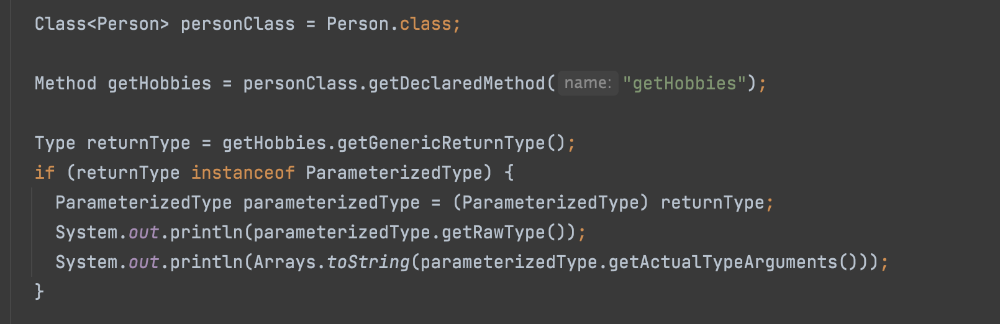 Class<Person> personClass = Person.class;
Method getHobbies = personClass.getDeclaredMethod( name: "getHobbies");
Type returnType = getHobbies.getGenericReturnType();
if (returnType instanceof ParameterizedType) {
ParameterizedType parameterizedType = (ParameterizedType) returnType;
System.out.println(parameterizedType.getRawType());
System.out.println(Arrays.toString(parameterizedType.getActualTypeArguments()));
}